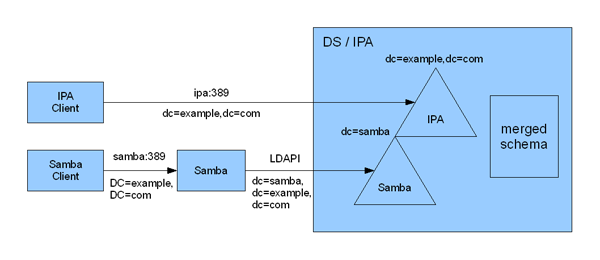 DS / IPA
dc=example,dc=com
IPA
Client
ipa:389
dc=example,dc=com
IPA
merged
schema
dc=samba
Samba
Client
samba:389
DC=example,
DC=com
Samba
LDAPI
dc=samba,
dc=example,
dc=com
Samba